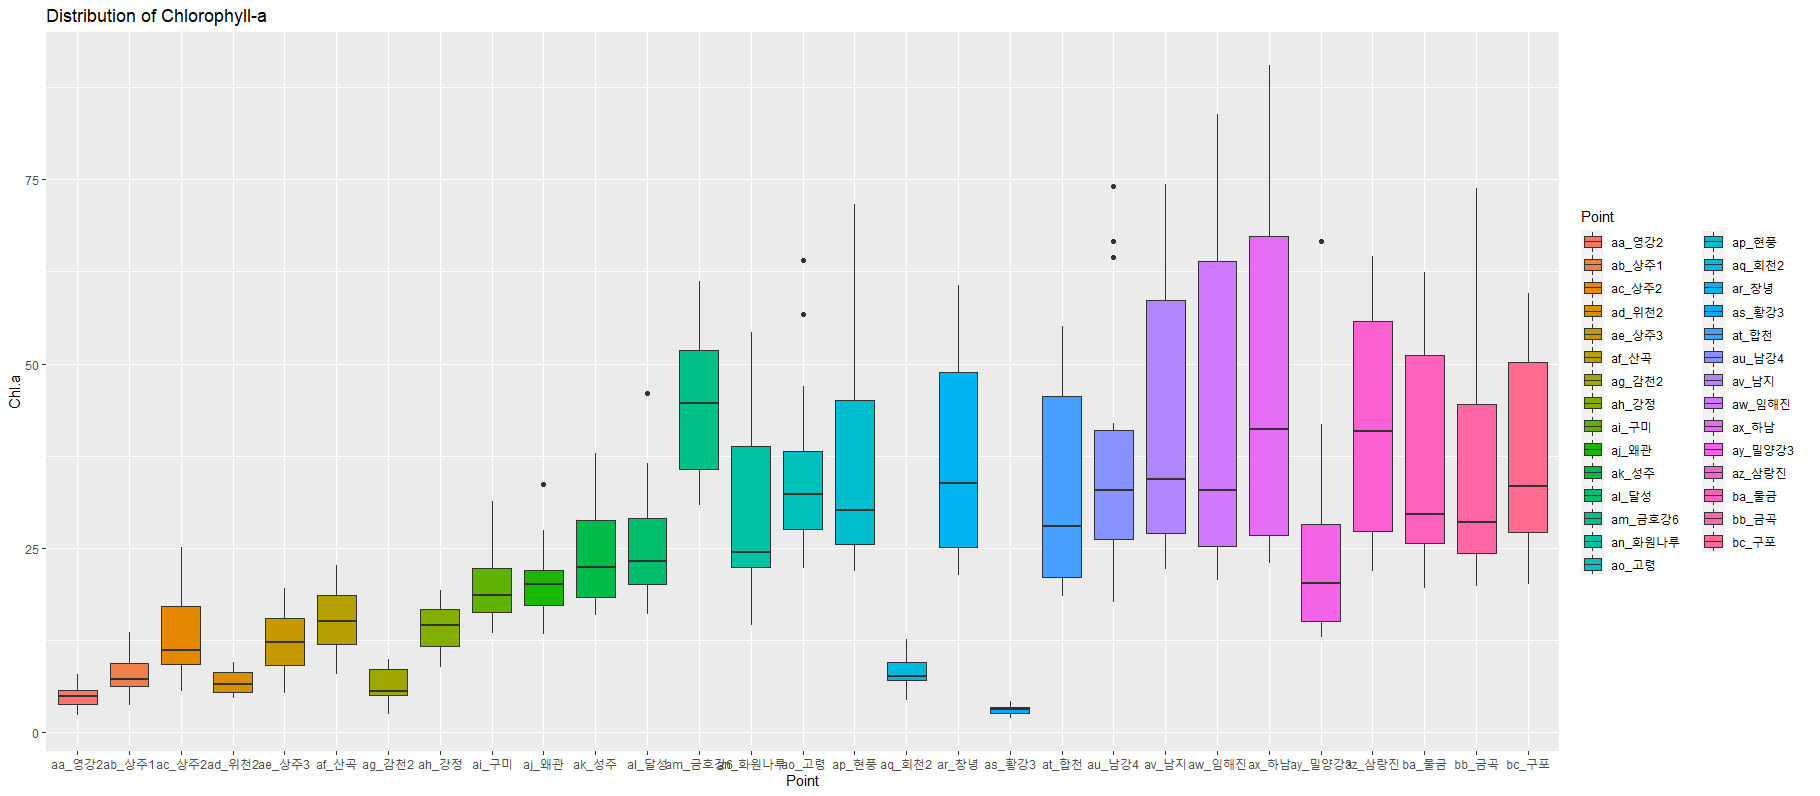 Distribution of Chlorophyll-a
Chl.a
75
50
25
0
aa_영강2 ab_상주1 ac_상주2 ad_위천2 ae_상주3 af_산곡 ag_감천2 ah_강정 ai_구미 aj_왜관 ak_성주 al_달성 am_금호강6 an_화원나루 ao_고령 ap_현풍 aq_회천2 ar_창녕 as_황강3 at_합천 au_남강4 av_남지 aw_임해진 ax_하남 ay_밀양강3 az_삼랑진 ba_물금 bb_금곡 bc_구포
Point
Point
aa_영강2
ab_상주1
ac_상주2
ad_위천2
ae_상주3
af_산곡
ag_감천2
ah_강정
ai_구미
aj_왜관
ak_성주
al_달성
am_금호강6
an_화원나루
ao_고령
ap_현풍
aq_회천2
ar_창녕
as_황강3
at_합천
au_남강4
av_남지
aw_임해진
ax_하남
ay_밀양강3
az_삼랑진
ba_물금
bb_금곡
bc_구포